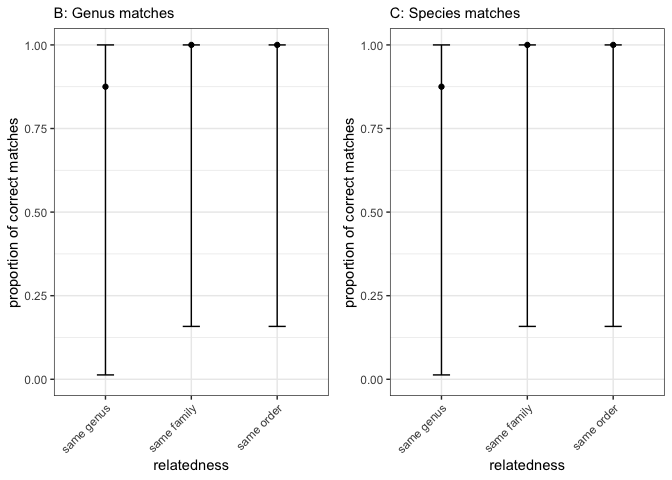 B: Genus matches
proportion of correct matches
1.00
0.75
0.50
0.25
0.00
same genus
same family
same order
relatedness
C: Species matches
proportion of correct matches
1.00
0.75
0.50
0.25
0.00
same genus
same family
same order
relatedness